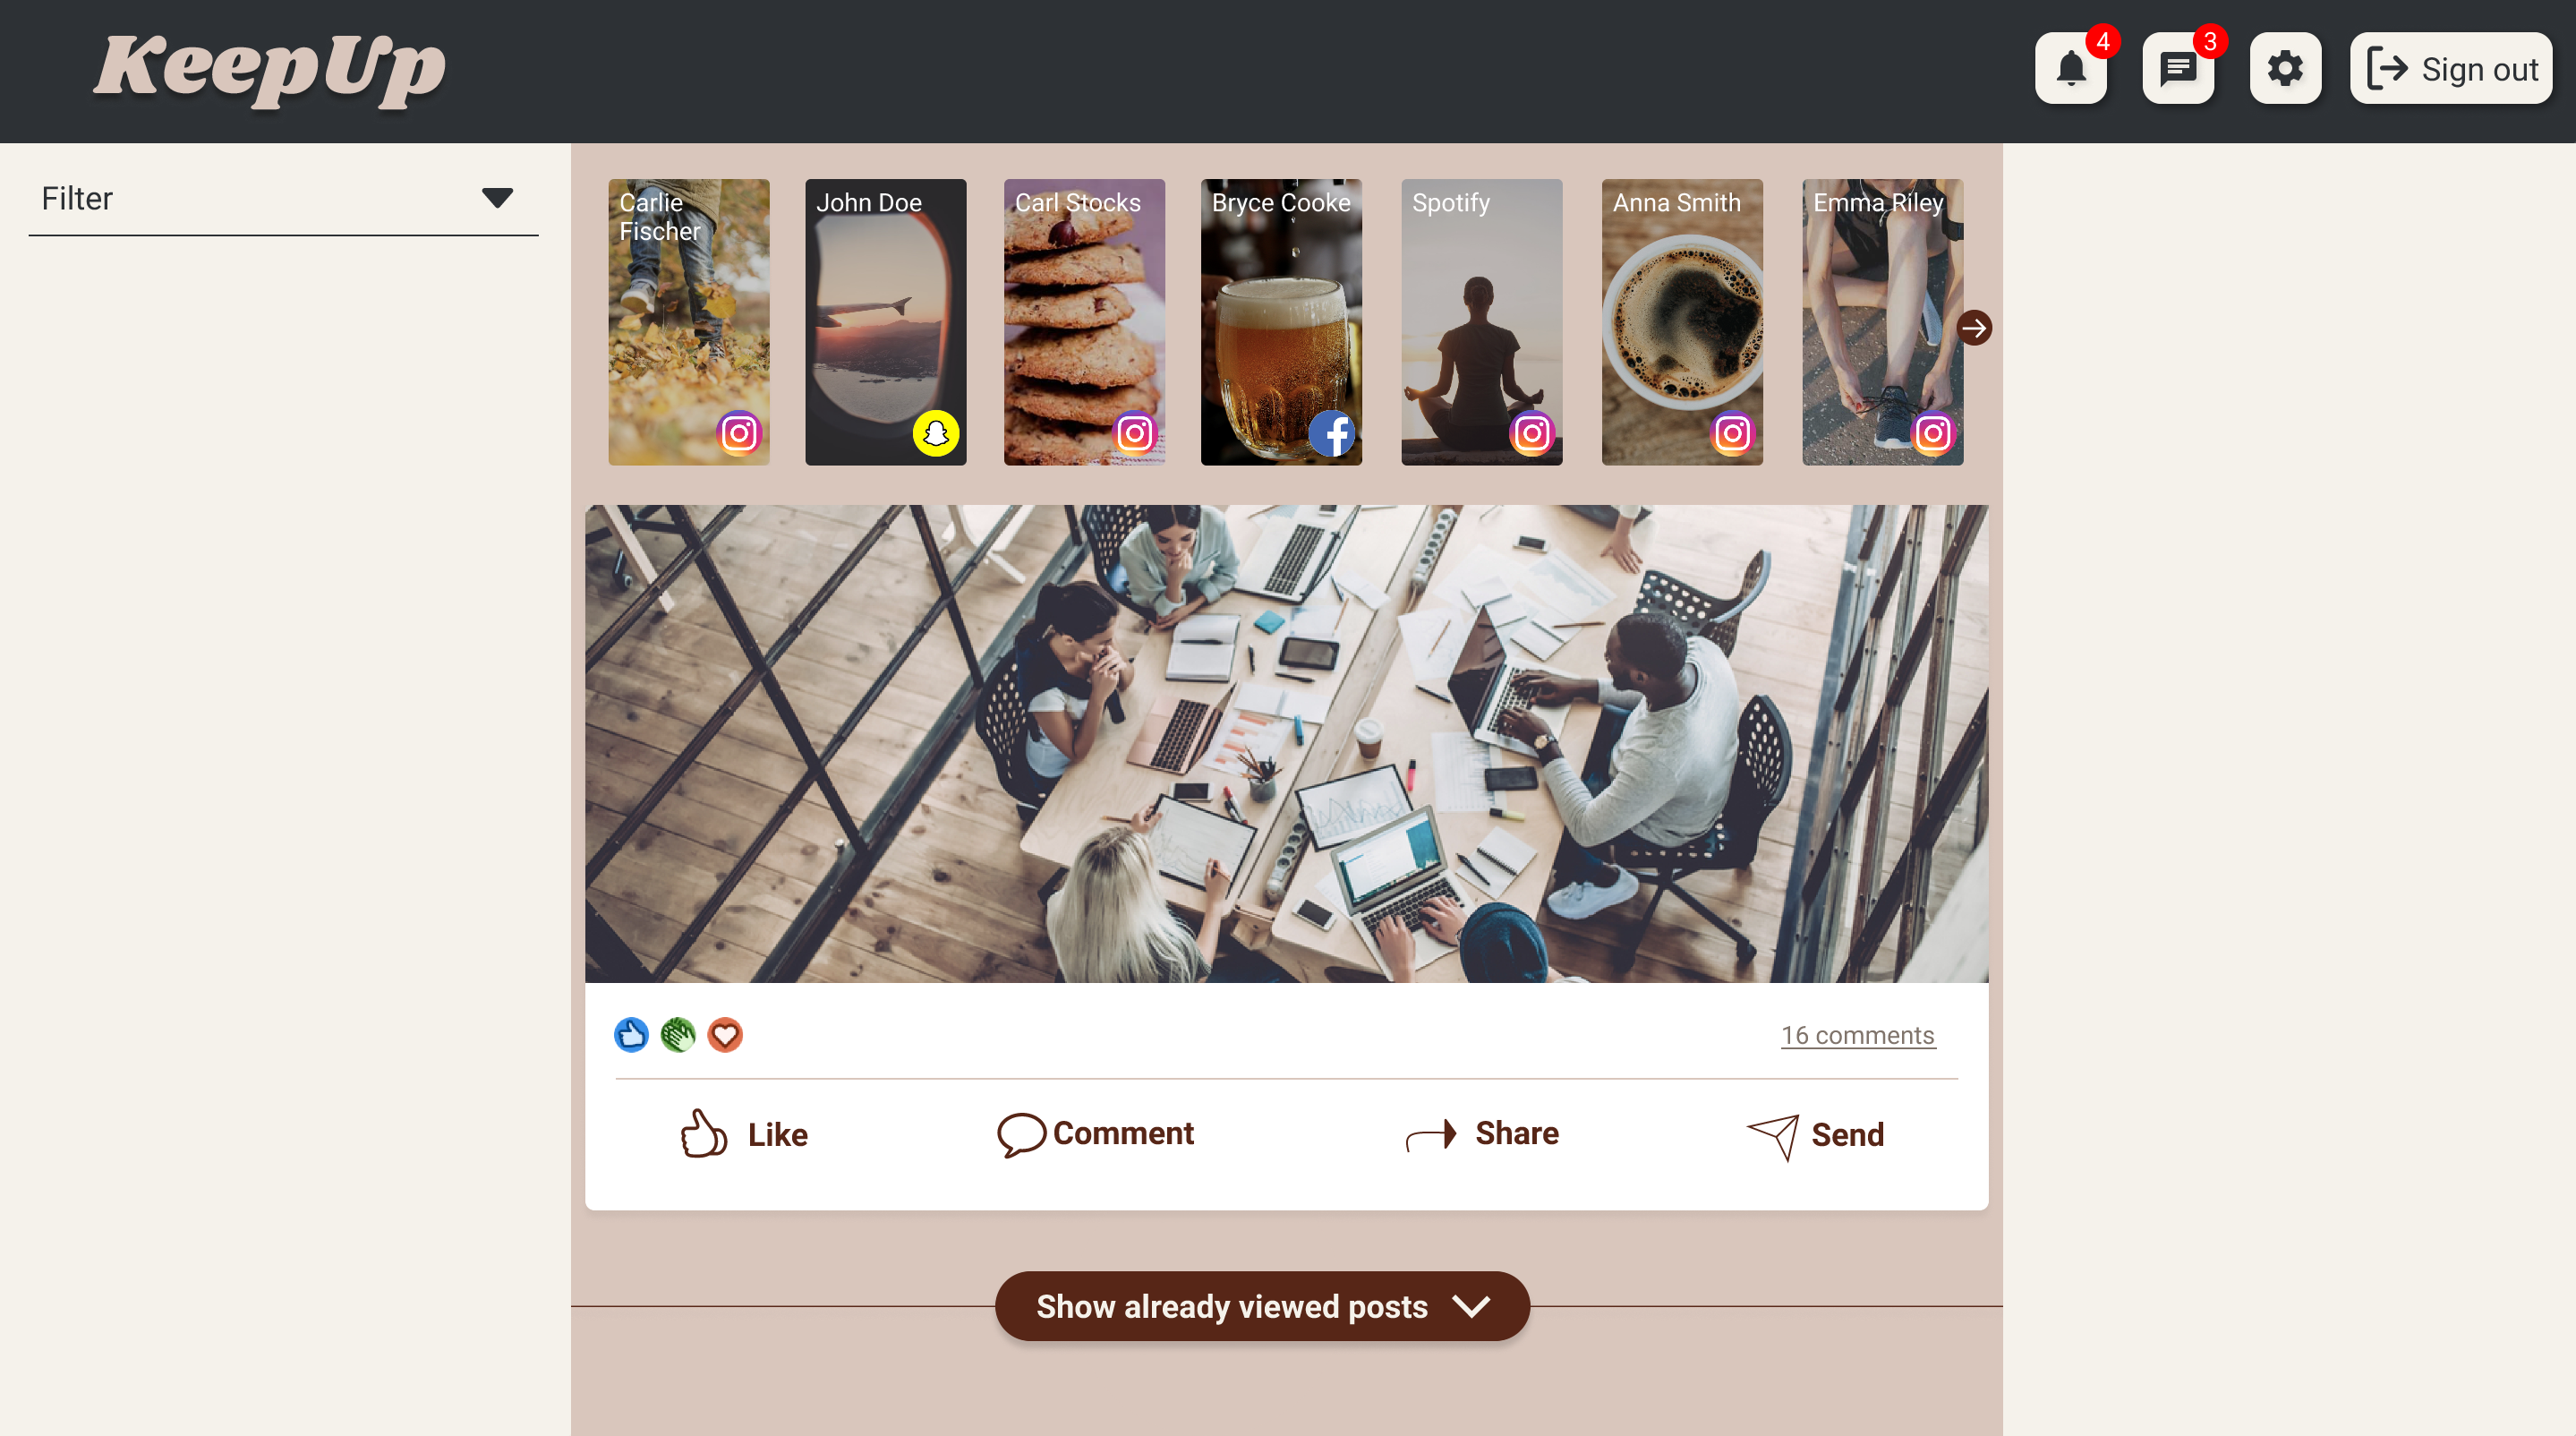 KeepUp
4
3
Sign out
Filter
Carlie
Fischer
John Doe
Carl Stocks
Bryce Cooke
Spotify
Anna Smith
Emma Riley
16 comments
Like
Comment
Share
Send
Show already viewed posts